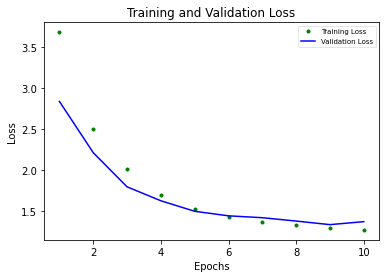 Training and Validation Loss
Training Loss
Validation Loss
3.5
3.0
2.5
2.0
1.5
Loss
2 4 6 8 10
Epochs